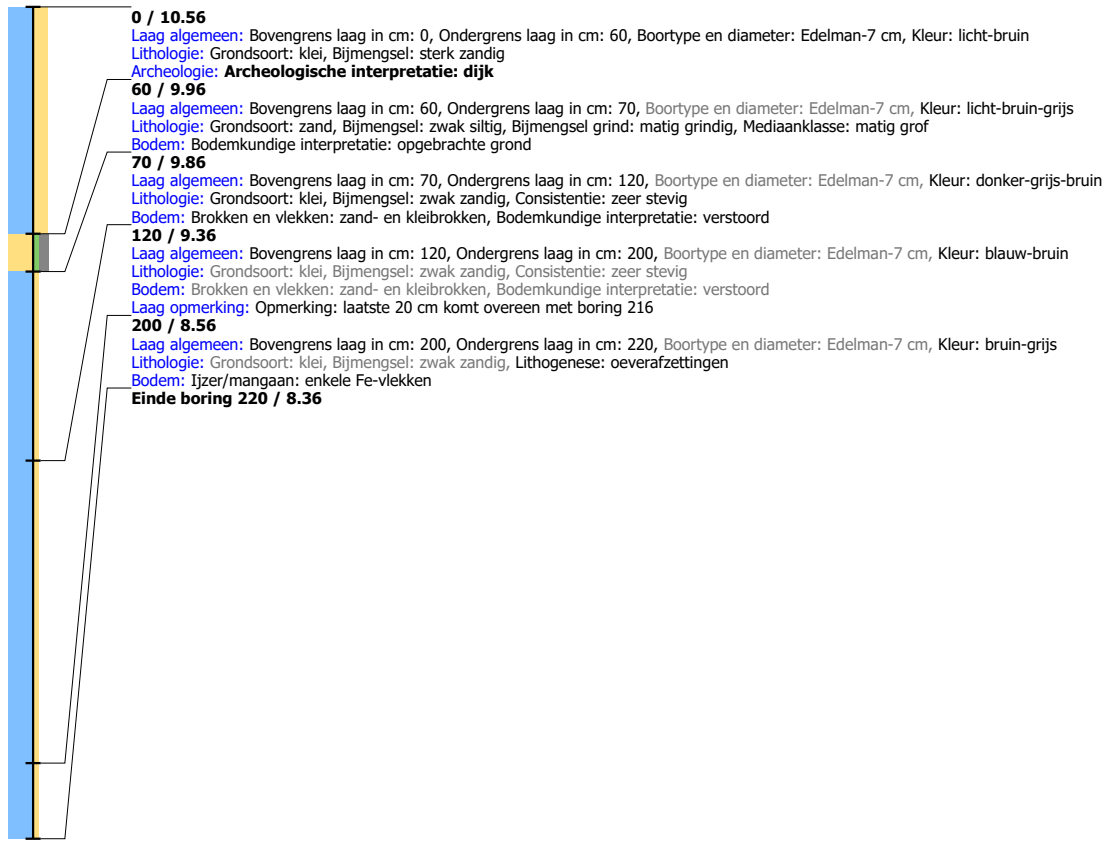 0 / 10.56
Laag algemeen: Bovengrens laag in cm: 0, Ondergrens laag in cm: 60, Boortype en diameter: Edelman-7 cm, Kleur: licht-bruin
Lithologie: Grondsoort: klei, Bijmengsel: sterk zandig
Archeologie: Archeologische interpretatie: dijk
60 / 9.96
Laag algemeen: Bovengrens laag in cm: 60, Ondergrens laag in cm: 70, Boortype en diameter: Edelman-7 cm, Kleur: licht-bruin-grijs
Lithologie: Grondsoort: zand, Bijmengsel: zwak siltig, Bijmengsel grind: matig grindig, Mediaanklasse: matig grof
Bodem: Bodemkundige interpretatie: opgebrachte grond
70 / 9.86
Laag algemeen: Bovengrens laag in cm: 70, Ondergrens laag in cm: 120, Boortype en diameter: Edelman-7 cm, Kleur: donker-grijs-bruin
Lithologie: Grondsoort: klei, Bijmengsel: zwak zandig, Consistentie: zeer stevig
Bodem: Brokken en vlekken: zand- en kleibrokken, Bodemkundige interpretatie: verstoord
120 / 9.36
Laag algemeen: Bovengrens laag in cm: 120, Ondergrens laag in cm: 200, Boortype en diameter: Edelman-7 cm, Kleur: blauw-bruin
Lithologie: Grondsoort: klei, Bijmengsel: zwak zandig, Consistentie: zeer stevig
Bodem: Brokken en vlekken: zand- en kleibrokken, Bodemkundige interpretatie: verstoord
Laag opmerking: Opmerking: laatste 20 cm komt overeen met boring 216
200 / 8.56
Laag algemeen: Bovengrens laag in cm: 200, Ondergrens laag in cm: 220, Boortype en diameter: Edelman-7 cm, Kleur: bruin-grijs
Lithologie: Grondsoort: klei, Bijmengsel: zwak zandig, Lithogenese: oeverafzettingen
Bodem: Ijzer/mangaan: enkele Fe-vlekken
Einde boring 220 / 8.36